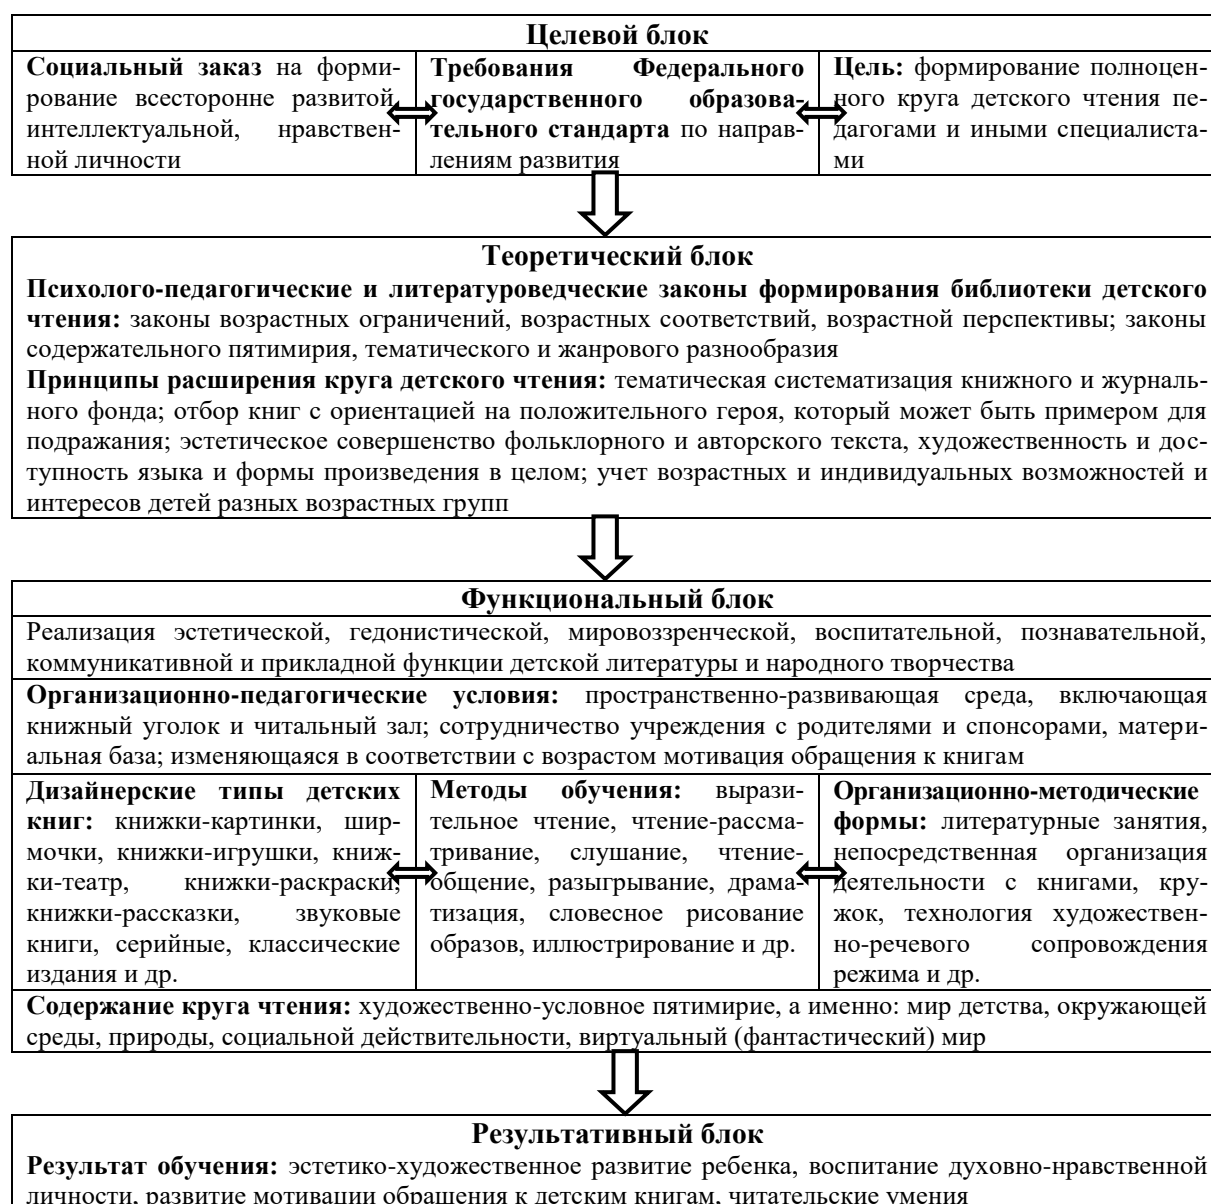 Целевой блок
Социальный заказ на форми-
рование всесторонне развитой
интеллектуальной, нравствен-
ной личности
Требования Федерального
государственного образова-
тельного стандарта по направ-
лениям развития
Цель: формирование полноцен-
ного круга детского чтения пе-
дагогами и иными специалиста-
ми
Теоретический блок
Психолого-педагогические и литературоведческие законы формирования библиотеки детского
чтения: законы возрастных ограничений, возрастных соответствий, возрастной перспективы; законы
содержательного пятимирия, тематического и жанрового разнообразия
Принципы расширения круга детского чтения: тематическая систематизация книжного и журналь-
ного фонда; отбор книг с ориентацией на положительного героя, который может быть примером для
подражания; эстетическое совершенство фольклорного и авторского текста, художественность и дос-
тупность языка и формы произведения в целом; учет возрастных и индивидуальных возможностей и
интересов детей разных возрастных групп
Функциональный блок
Реализация эстетической, гедонистической, мировоззренческой, воспитательной, познавательной,
коммуникативной и прикладной функции детской литературы и народного творчества
Организационно-педагогические условия: пространственно-развивающая среда, включающая
книжный уголок и читальный зал; сотрудничество учреждения с родителями и спонсорами, матери-
альная база; изменяющаяся в соответствии с возрастом мотивация обращения к книгам
Дизайнерские типы детских
книг: книжки-картинки, шир-
мочки, книжки-игрушки, книж-
ки-театр, книжки-раскраски,
книжки-рассказки, звуковые
книги, серийные, классические
издания и др.
Методы обучения: вырази-
тельное чтение, чтение-рассма-
тривание, слушание, чтение-
общение, разыгрывание, драма-
тизация, словесное рисование
образов, иллюстрирование и др.
Организационно-методические
формы: литературные занятия,
непосредственная организация
деятельности с книгами, кру-
жок, технология художествен-
но-речевого сопровождения
режима и др.
Содержание круга чтения: художественно-условное пятимирие, а именно: мир детства, окружающей
среды, природы, социальной действительности, виртуальный (фантастический) мир
Результативный блок
Результат обучения: эстетико-художественное развитие ребенка, воспитание духовно-нравственной
личности, развитие мотивации обращения к детским книгам, читательские умения